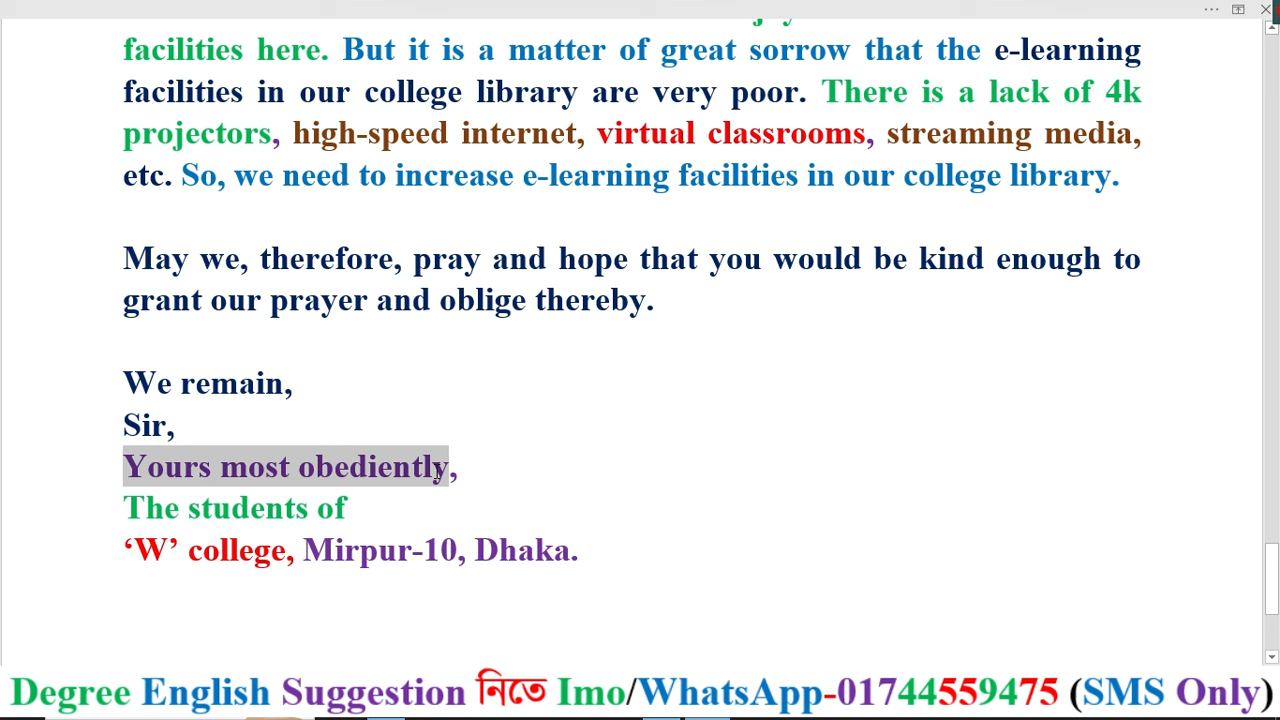 facilities here. But it is a matter of great sorrow that the e-learning
facilities in our college library are very poor. There is a lack of 4k
projectors, high-speed internet, virtual classrooms, streaming media,
etc. So, we need to increase e-learning facilities in our college library.
May we, therefore, pray and hope that you would be kind enough to
grant our prayer and oblige thereby.
We remain,
Sir,
Yours most obediently,
The students of
‘W’ college, Mirpur-10, Dhaka.
Degree English Suggestion নিতে Imo/WhatsApp-01744559475 (SMS Only)